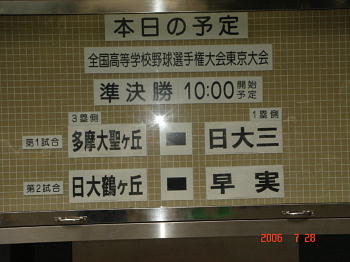 本日の予定
全国高等学校野球選手権大会東京大会
準決勝 10:00 開始予定
3塁側 1塁側
第1試合 多摩大聖ヶ丘 日大三
第2試合 日大鶴ヶ丘 早実
2006 7 28